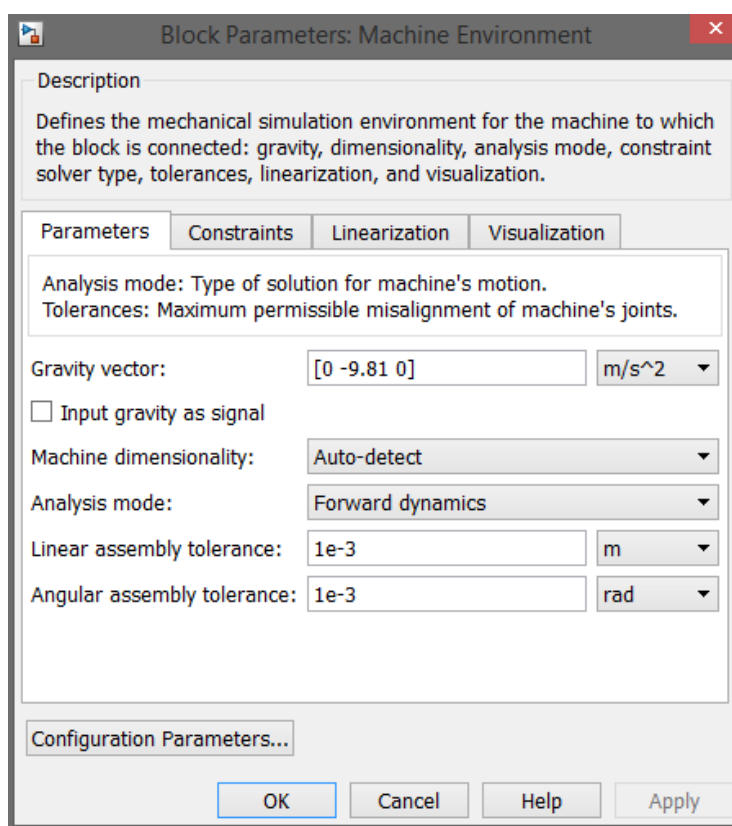 Block Parameters: Machine Environment
Description
Defines the mechanical simulation environment for the machine to which
the block is connected: gravity, dimensionality, analysis mode, constraint
solver type, tolerances, linearization, and visualization.
Parameters Constraints Linearization Visualization
Analysis mode: Type of solution for machine's motion.
Tolerances: Maximum permissible misalignment of machine's joints.
Gravity vector: [0 -9.81 0] m/s^2
Input gravity as signal
Machine dimensionality: Auto-detect
Analysis mode: Forward dynamics
Linear assembly tolerance: 1e-3 m
Angular assembly tolerance: 1e-3 rad
Configuration Parameters...
OK Cancel Help Apply